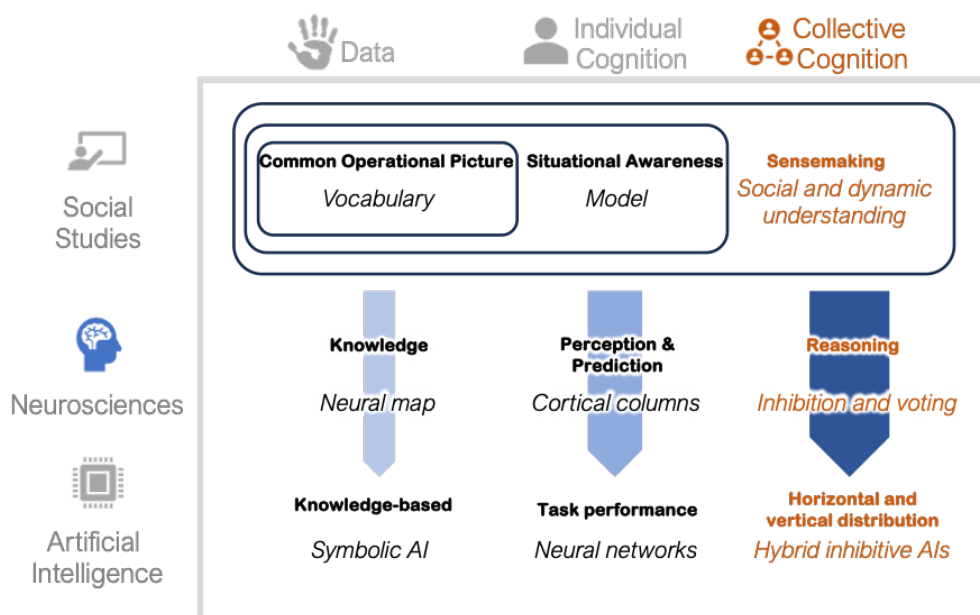 Data
Individual
Cognition
Collective
Cognition
Social
Studies
Common Operational Picture
Vocabulary
Situational Awareness
Model
Sensemaking
Social and dynamic
understanding
Neurosciences
Knowledge
Neural map
Perception &
Prediction
Cortical columns
Reasoning
Inhibition and voting
Artificial
Intelligence
Knowledge-based
Symbolic AI
Task performance
Neural networks
Horizontal and
vertical distribution
Hybrid inhibitive AIs